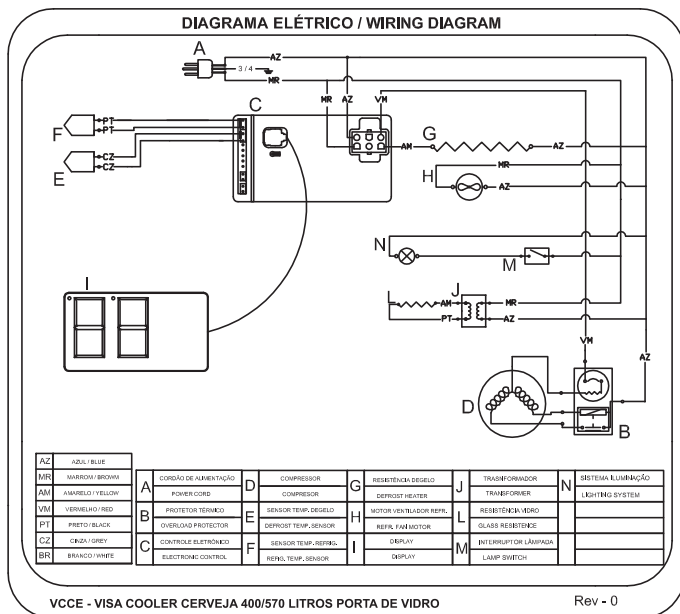 DIAGRAMA ELÉTRICO / WIRING DIAGRAM
A
AZ
3 / 4
MR
C
MR AZ VM
F
PT
PT
CZ
CZ
E
AM
G
AZ
H
MR
AZ
N
M
I
L
AM
PT
J
MR
AZ
VM
AZ
D
B
AZ AZUL / BLUE
MR MARROM / BROWM
AM AMARELO / YELLOW
VM VERMELHO / RED
PT PRETO / BLACK
CZ CINZA / GREY
BR BRANCO / WHITE
A CORDÃO DE ALIMENTAÇÃO
POWER CORD
B PROTETOR TÉRMICO
OVERLOAD PROTECTOR
C CONTROLE ELETRÔNICO
ELECTRONIC CONTROL
D COMPRESSOR
COMPRESOR
E SENSOR TEMP. DEGELO
DEFROST TEMP. SENSOR
F SENSOR TEMP. REFRIG.
REFIG. TEMP. SENSOR
G RESISTÊNCIA DEGELO
DEFROST HEATER
H MOTOR VENTILADOR REFR.
REFR. FAN MOTOR
I DISPLAY
DISPLAY
J TRASNFORMADOR
TRANSFORMER
L RESISTÊNCIA VIDRO
GLASS RESISTENCE
M INTERRUPTOR LÂMPADA
LAMP SWITCH
N SISTEMA ILUMINAÇÃO
LIGHTING SYSTEM
VCCE - VISA COOLER CERVEJA 400/570 LITROS PORTA DE VIDRO
Rev - 0